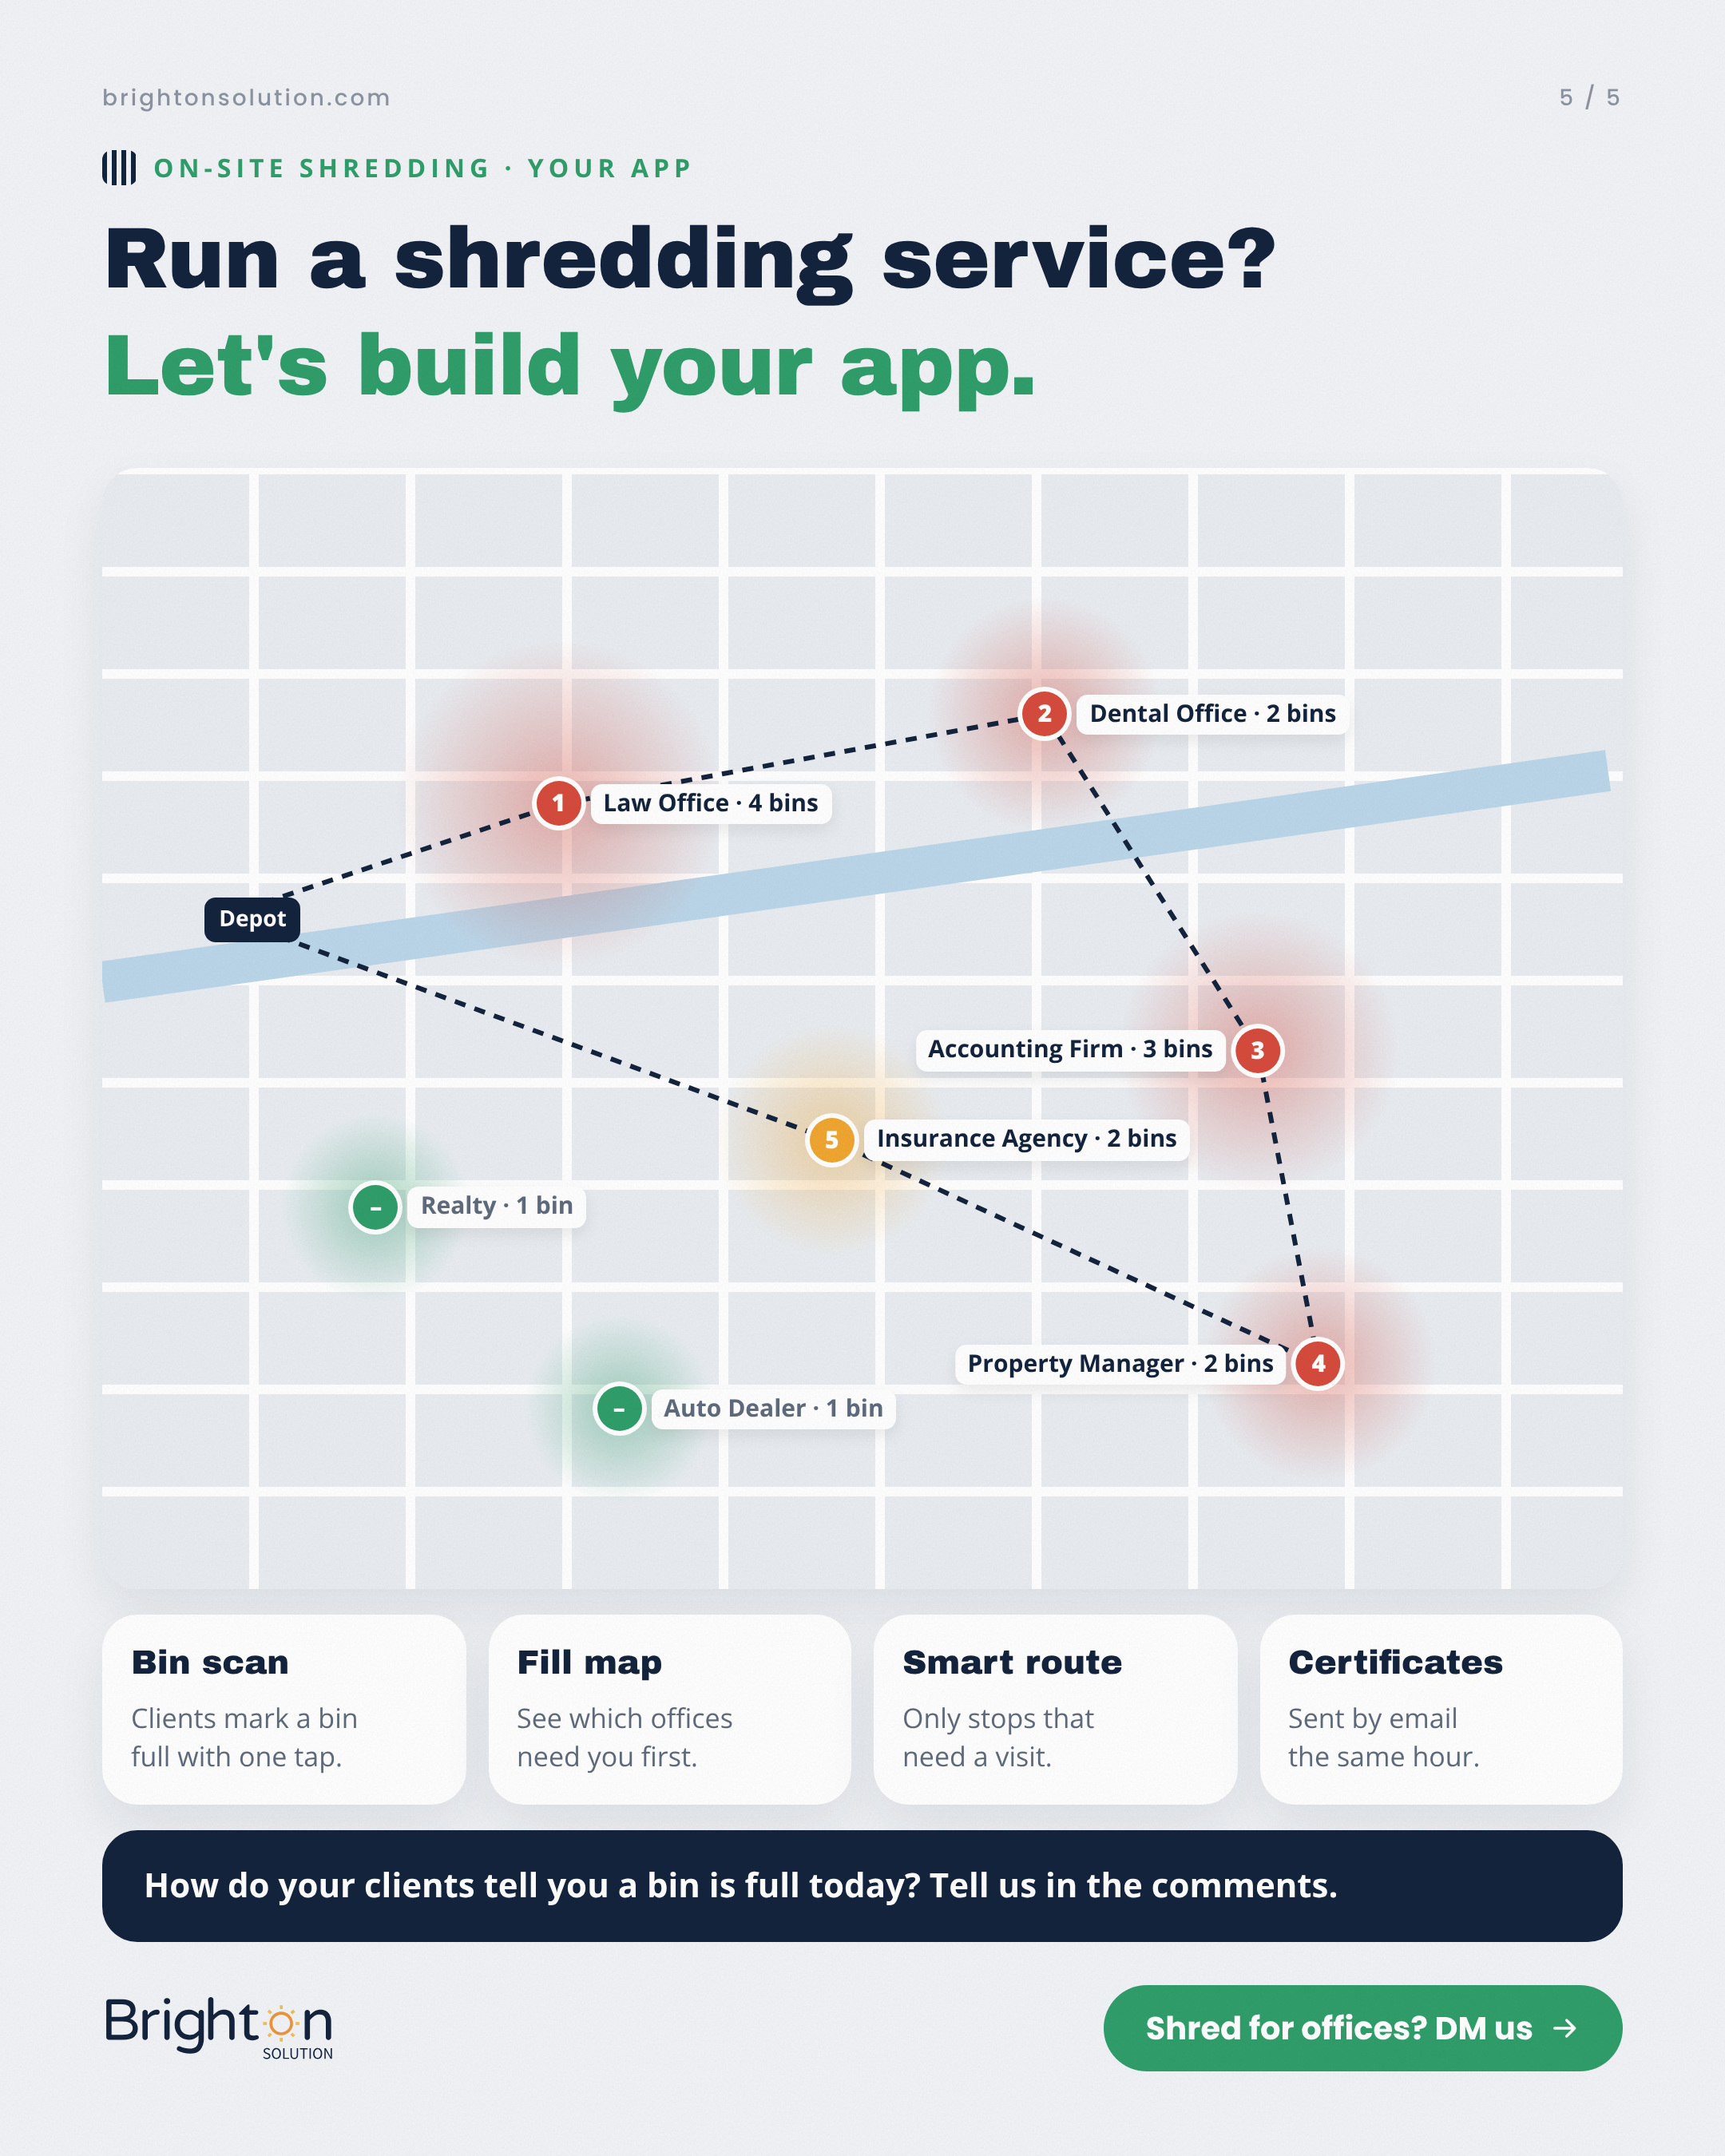 brightonsolution.com
5 / 5
ON-SITE SHREDDING · YOUR APP
Run a shredding service?
Let's build your app.
2
Dental Office · 2 bins
1
Law Office · 4 bins
Depot
Accounting Firm · 3 bins
3
5
Insurance Agency · 2 bins
–
Realty · 1 bin
Property Manager · 2 bins
4
–
Auto Dealer · 1 bin
Bin scan
Clients mark a bin
full with one tap.
Fill map
See which offices
need you first.
Smart route
Only stops that
need a visit.
Certificates
Sent by email
the same hour.
How do your clients tell you a bin is full today? Tell us in the comments.
Brighton
SOLUTION
Shred for offices? DM us →